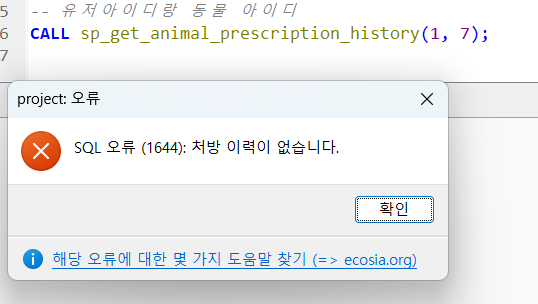 5 -- 유저아이디랑 동물 아이디
6 CALL sp_get_animal_prescription_history(1, 7);
7
project: 오류
SQL 오류 (1644): 처방 이력이 없습니다.
확인
해당 오류에 대한 몇 가지 도움말 찾기 (=> ecosia.org)